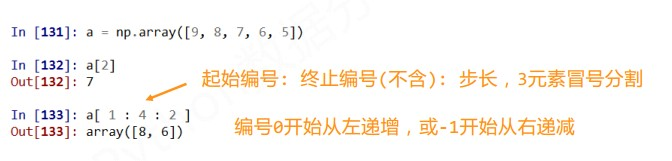 In [131]: a = np.array([9, 8, 7, 6, 5])
In [132]: a[2]
Out[132]: 7
起始编号: 终止编号(不含): 步长，3元素冒号分割
In [133]: a[ 1 : 4 : 2 ]
Out[133]: array([8, 6])
编号0开始从左递增，或-1开始从右递减